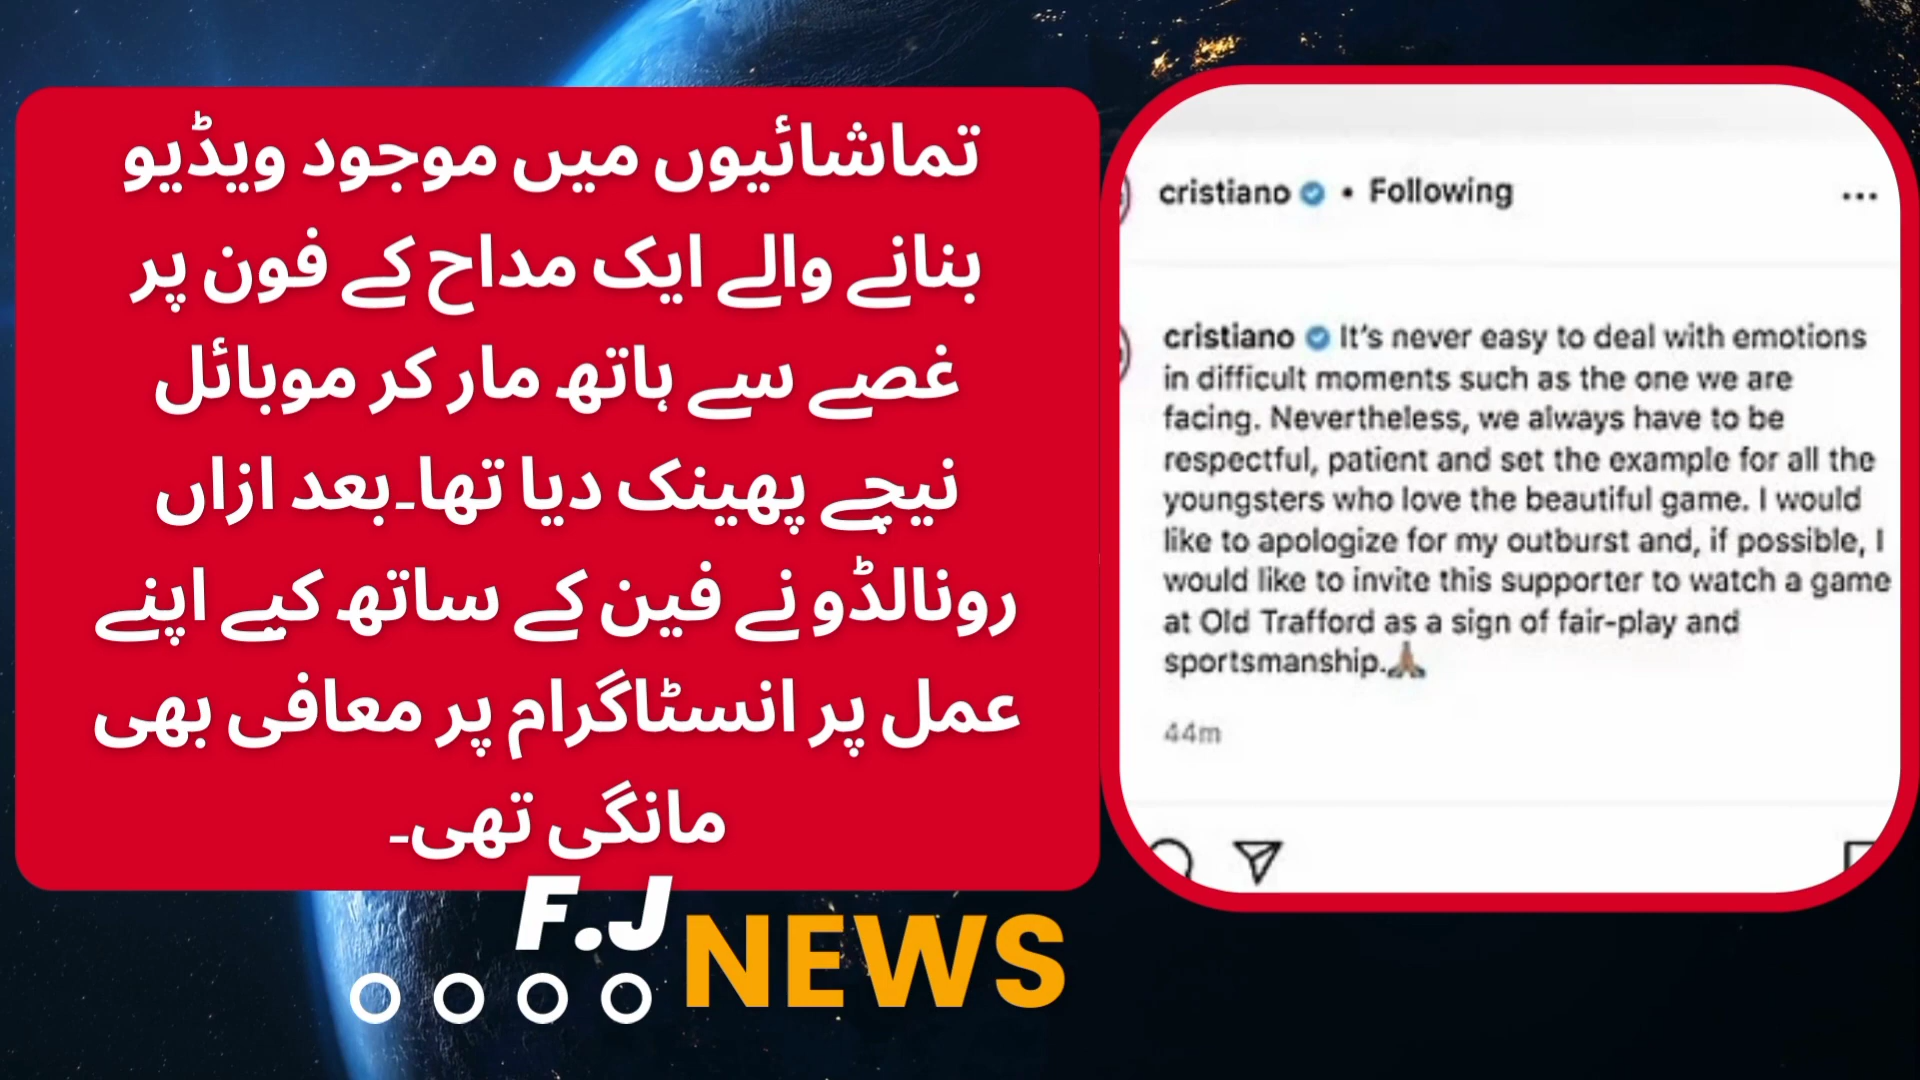 تماشائیوں میں موجود ویڈیو
بنانے والے ایک مداح کے فون پر
غصے سے ہاتھ مار کر موبائل
نیچے پھینک دیا تھا۔بعد ازاں
رونالڈو نے فین کے ساتھ کیے اپنے
عمل پر انسٹاگرام پر معافی بھی
مانگی تھی۔
cristiano • Following
cristiano It's never easy to deal with emotions
in difficult moments such as the one we are
facing. Nevertheless, we always have to be
respectful, patient and set the example for all the
youngsters who love the beautiful game. I would
like to apologize for my outburst and, if possible, I
would like to invite this supporter to watch a game
at Old Trafford as a sign of fair-play and
sportsmanship.🙏🏽
44m
F.J
NEWS